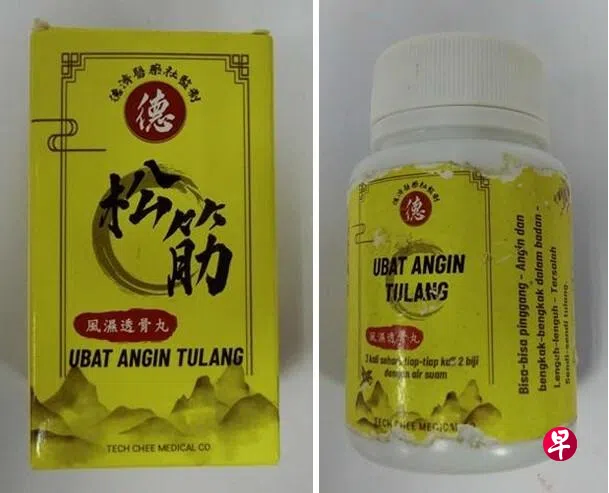 德濟醫藥社監制
德
松筋
風濕透骨丸
UBAT ANGIN TULANG
TECH CHEE MEDICAL CO.
德濟醫藥社監制
德
UBAT ANGIN
TULANG
風濕透骨丸
3 kali sehari tiap-tiap kali 2 biji
dengan air suam
TECH CHEE MEDICAL
Bisa-bisa pinggang - Angin dan
bengkak-bengkak dalam badan -
Lenguh-lenguh - Tersalah
Sendi-sendi tulang.
早